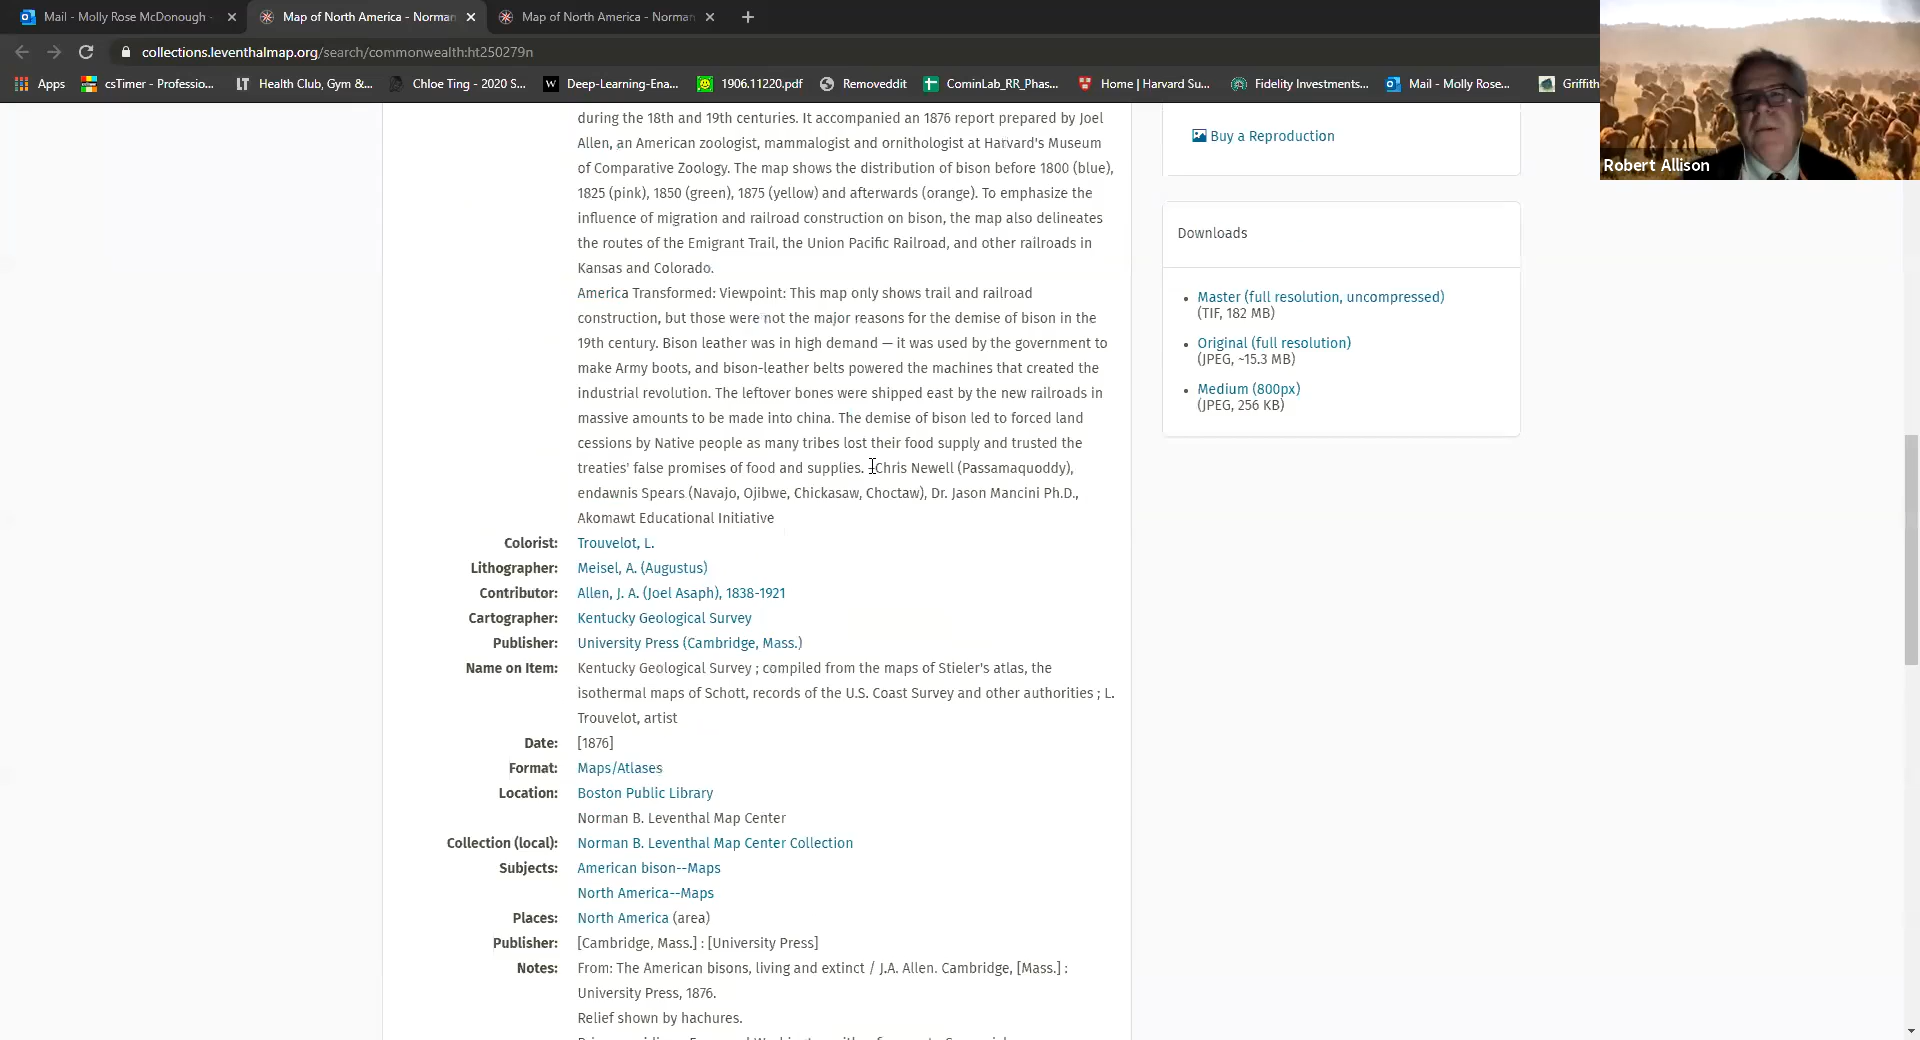 Mail - Molly Rose McDonough -
Map of North America - Norman
Map of North America - Norman
collections.leventhalmap.org/search/commonwealth:ht250279n
Apps
csTimer - Professio...
Health Club, Gym &...
Chloe Ting - 2020 S...
Deep-Learning-Ena...
1906.11220.pdf
Removeddit
CominLab_RR_Phas...
Home | Harvard Su...
Fidelity Investments...
Mail - Molly Rose...
Griffith
during the 18th and 19th centuries. It accompanied an 1876 report prepared by Joel
Allen, an American zoologist, mammalogist and ornithologist at Harvard's Museum
of Comparative Zoology. The map shows the distribution of bison before 1800 (blue),
1825 (pink), 1850 (green), 1875 (yellow) and afterwards (orange). To emphasize the
influence of migration and railroad construction on bison, the map also delineates
the routes of the Emigrant Trail, the Union Pacific Railroad, and other railroads in
Kansas and Colorado.
America Transformed: Viewpoint: This map only shows trail and railroad
construction, but those were not the major reasons for the demise of bison in the
19th century. Bison leather was in high demand — it was used by the government to
make Army boots, and bison-leather belts powered the machines that created the
industrial revolution. The leftover bones were shipped east by the new railroads in
massive amounts to be made into china. The demise of bison led to forced land
cessions by Native people as many tribes lost their food supply and trusted the
treaties' false promises of food and supplies. Chris Newell (Passamaquoddy),
endawnis Spears (Navajo, Ojibwe, Chickasaw, Choctaw), Dr. Jason Mancini Ph.D.,
Akomawt Educational Initiative
Colorist: Trouvelot, L.
Lithographer: Meisel, A. (Augustus)
Contributor: Allen, J. A. (Joel Asaph), 1838-1921
Cartographer: Kentucky Geological Survey
Publisher: University Press (Cambridge, Mass.)
Name on Item: Kentucky Geological Survey ; compiled from the maps of Stieler's atlas, the
isothermal maps of Schott, records of the U.S. Coast Survey and other authorities ; L.
Trouvelot, artist
Date: [1876]
Format: Maps/Atlases
Location: Boston Public Library
Norman B. Leventhal Map Center
Collection (local): Norman B. Leventhal Map Center Collection
Subjects: American bison--Maps
North America--Maps
Places: North America (area)
Publisher: [Cambridge, Mass.] : [University Press]
Notes: From: The American bisons, living and extinct / J.A. Allen. Cambridge, [Mass.] :
University Press, 1876.
Relief shown by hachures.
Buy a Reproduction
Downloads
Master (full resolution, uncompressed)
(TIF, 182 MB)
Original (full resolution)
(JPEG, ~15.3 MB)
Medium (800px)
(JPEG, 256 KB)
Robert Allison